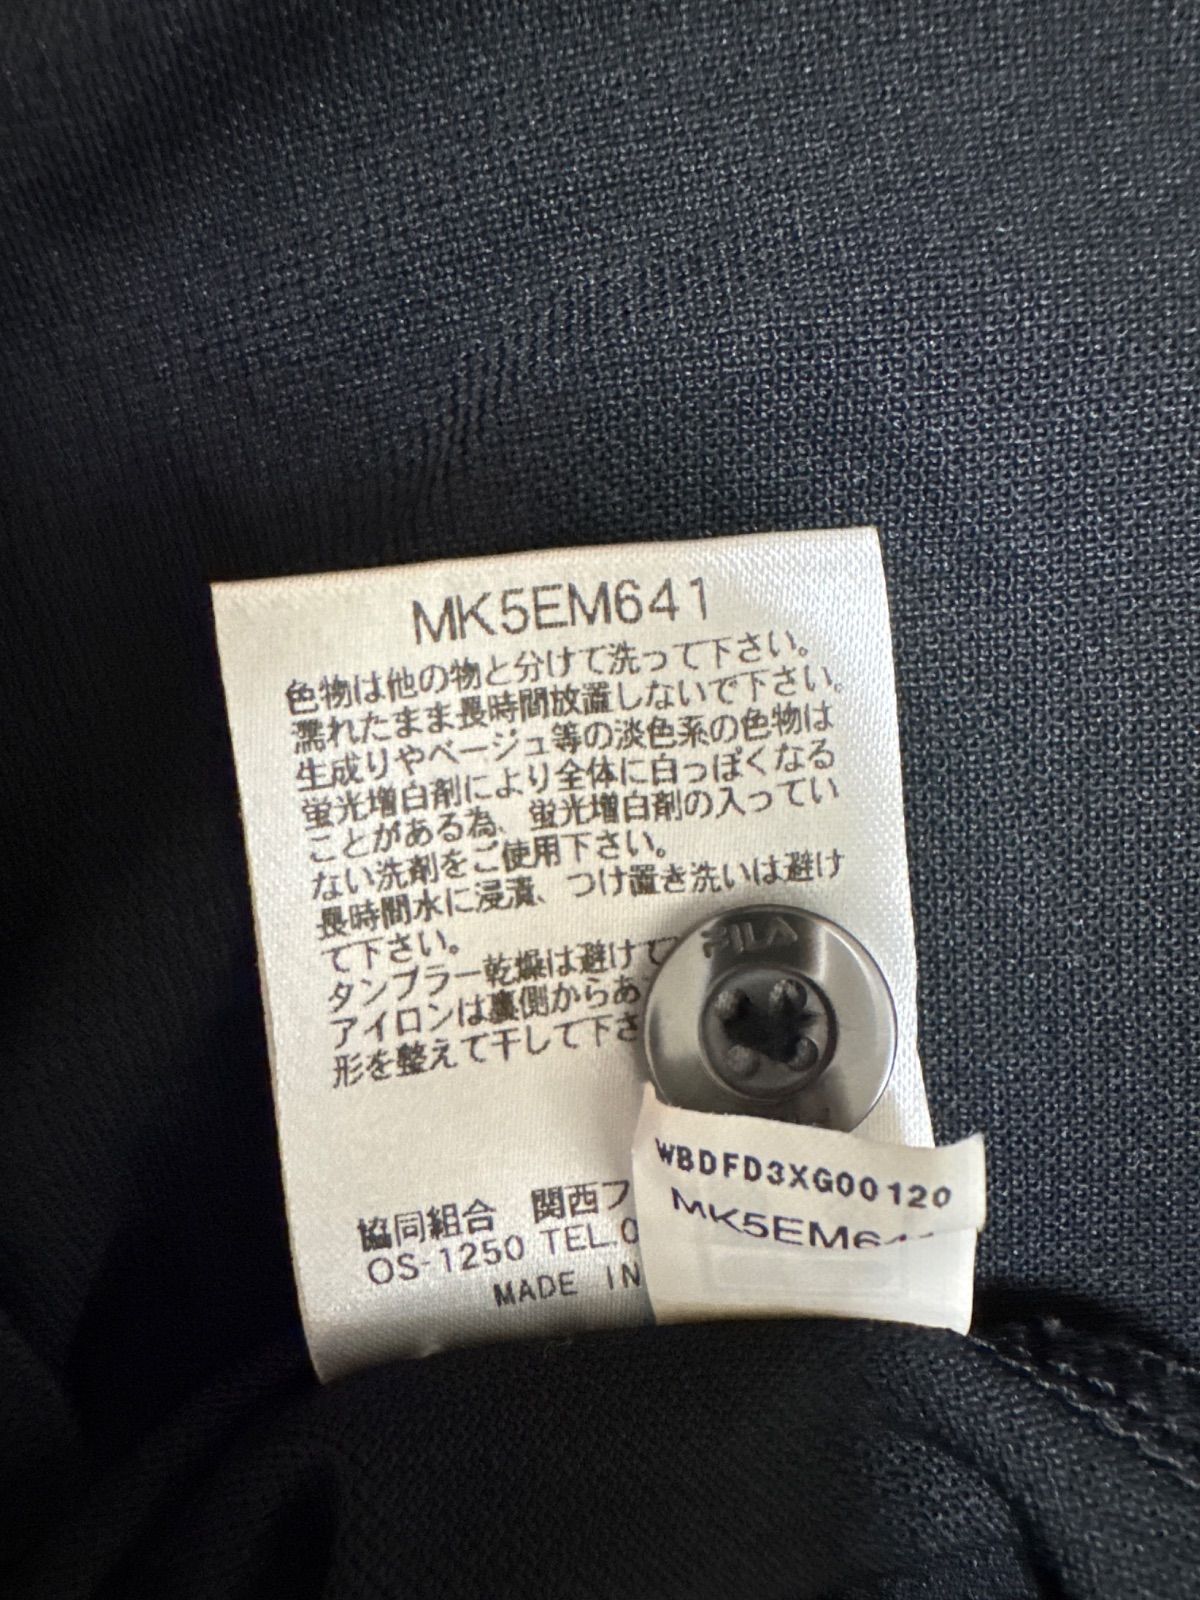 MK5EM641
色物は他の物と分けて洗って下さい。
濡れたまま長時間放置しないで下さい。
生成りやベージュ等の淡色系の色物は
蛍光増白剤により全体に白っぽくなる
ことがある為、蛍光増白剤の入ってい
ない洗剤をご使用下さい。
長時間水に浸漬、つけ置き洗いは避け
て下さい。
タンブラー乾燥は避けて
アイロンは裏側からあ
形を整えて干して下さ
FILA
協同組合 関西フ
OS-1250 TEL.0
MADE IN
WBDFD3XG00120
MK5EM641